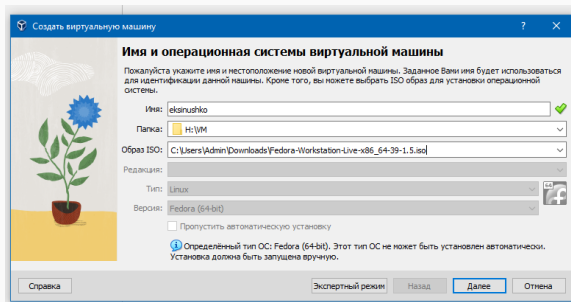 Создать виртуальную машину
? ×
Имя и операционная системы виртуальной машины
Пожалуйста укажите имя и местоположение новой виртуальной машины. Заданное Вами имя будет использоваться
для идентификации данной машины. Кроме того, вы можете выбрать ISO образ для установки операционной
системы.
Имя: eksinushko
Папка: H:\VM
Образ ISO: C:\Users\Admin\Downloads\Fedora-Workstation-Live-x86_64-39-1.5.iso
Редакция:
Тип: Linux
64
Версия: Fedora (64-bit)
Пропустить автоматическую установку
Определённый тип ОС: Fedora (64-bit). Этот тип ОС не может быть установлен автоматически.
Установка должна быть запущена вручную.
Справка Экспертный режим Назад Далее Отмена